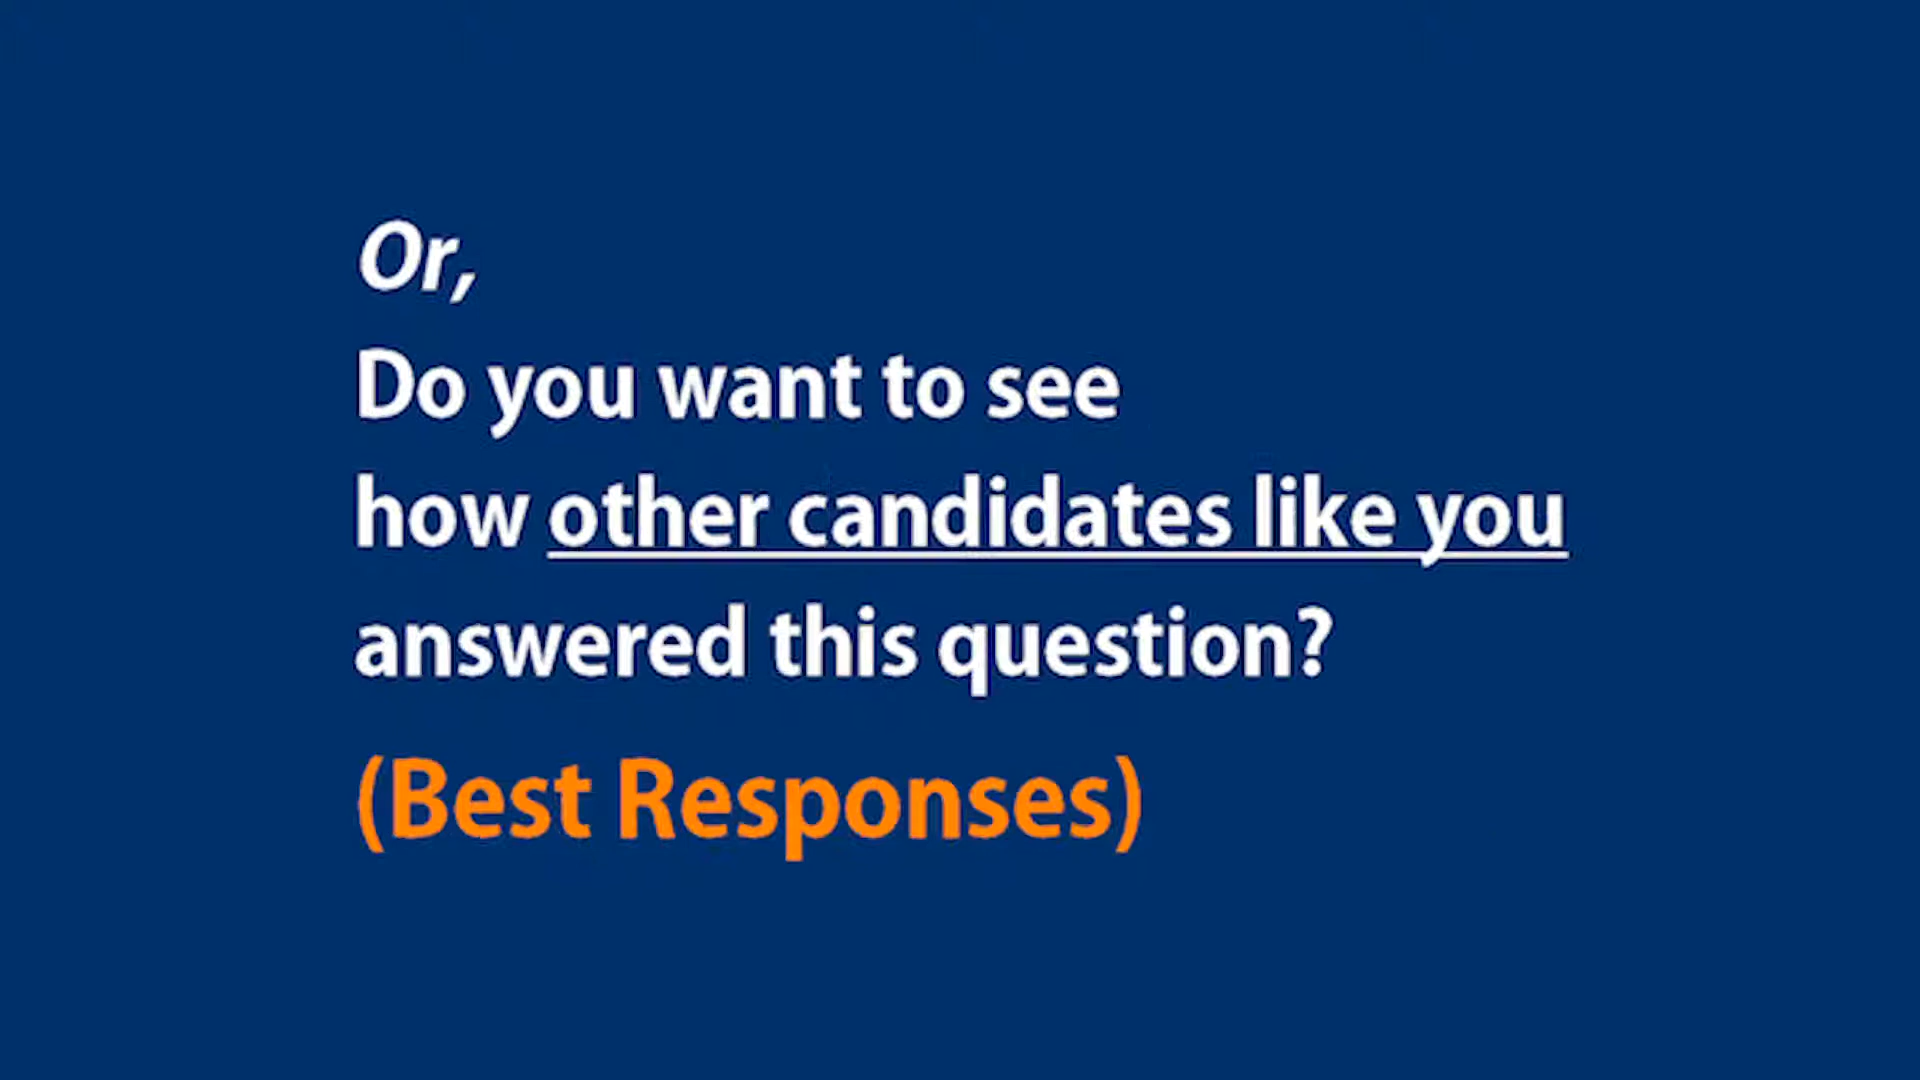 Or,
Do you want to see
how other candidates like you
answered this question?
(Best Responses)